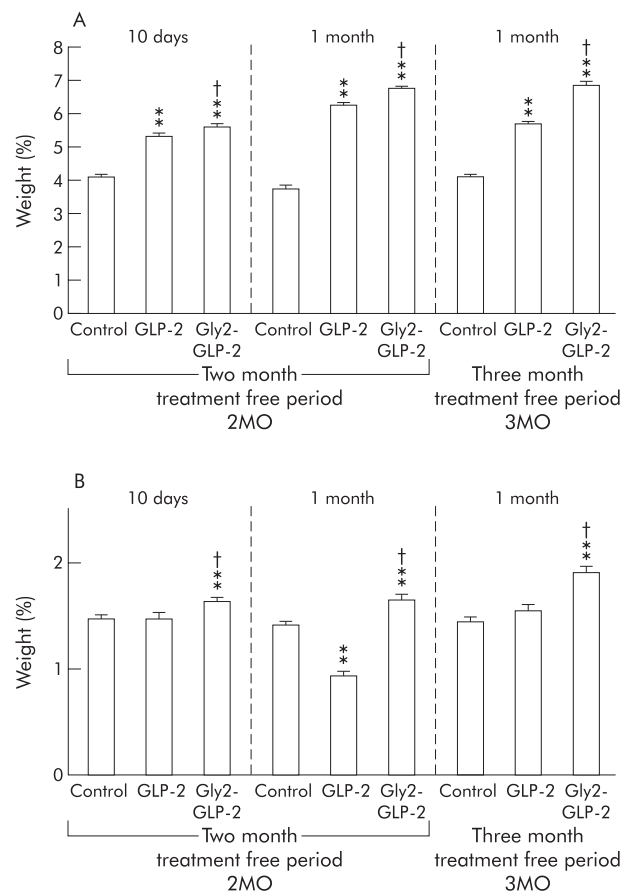 A
10 days 1 month 1 month
8
7
6
5
4
3
2
1
0
Weight (%)
** ** † ** ** † ** ** †
Control GLP-2 Gly2-GLP-2 Control GLP-2 Gly2-GLP-2 Control GLP-2 Gly2-GLP-2
Two month Three month
treatment free period treatment free period
2MO 3MO
B
10 days 1 month 1 month
2
1
0
Weight (%)
** † ** ** † ** †
Control GLP-2 Gly2-GLP-2 Control GLP-2 Gly2-GLP-2 Control GLP-2 Gly2-GLP-2
Two month Three month
treatment free period treatment free period
2MO 3MO